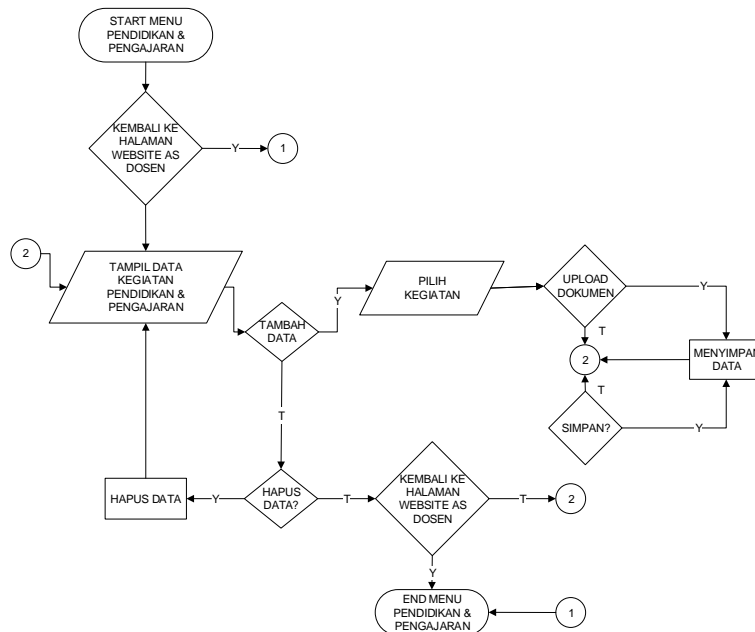 START MENU
PENDIDIKAN &
PENGAJARAN
KEMBALI KE
HALAMAN
WEBSITE AS
DOSEN
Y
1
2
TAMPIL DATA
KEGIATAN
PENDIDIKAN &
PENGAJARAN
TAMBAH
DATA
Y
PILIH
KEGIATAN
UPLOAD
DOKUMEN
Y
T
2
MENYIMPAN
DATA
T
SIMPAN?
Y
T
HAPUS DATA
Y
HAPUS
DATA?
T
KEMBALI KE
HALAMAN
WEBSITE AS
DOSEN
T
2
Y
END MENU
PENDIDIKAN &
PENGAJARAN
1